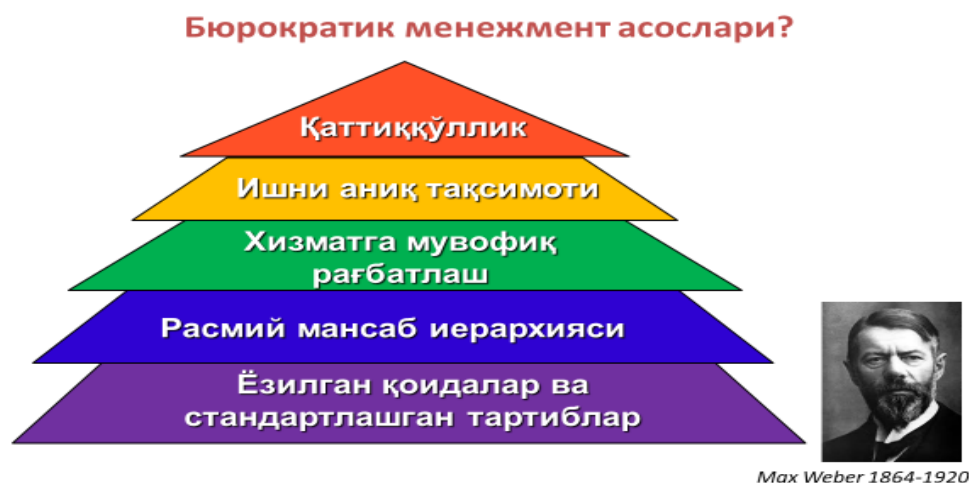 Бюрократик менежмент асослари?
Қаттиққўллик
Ишни аниқ тақсимоти
Хизматга мувофиқ
рағбатлаш
Расмий мансаб иерархияси
Ёзилган қоидалар ва
стандартлашган тартиблар
Max Weber 1864-1920